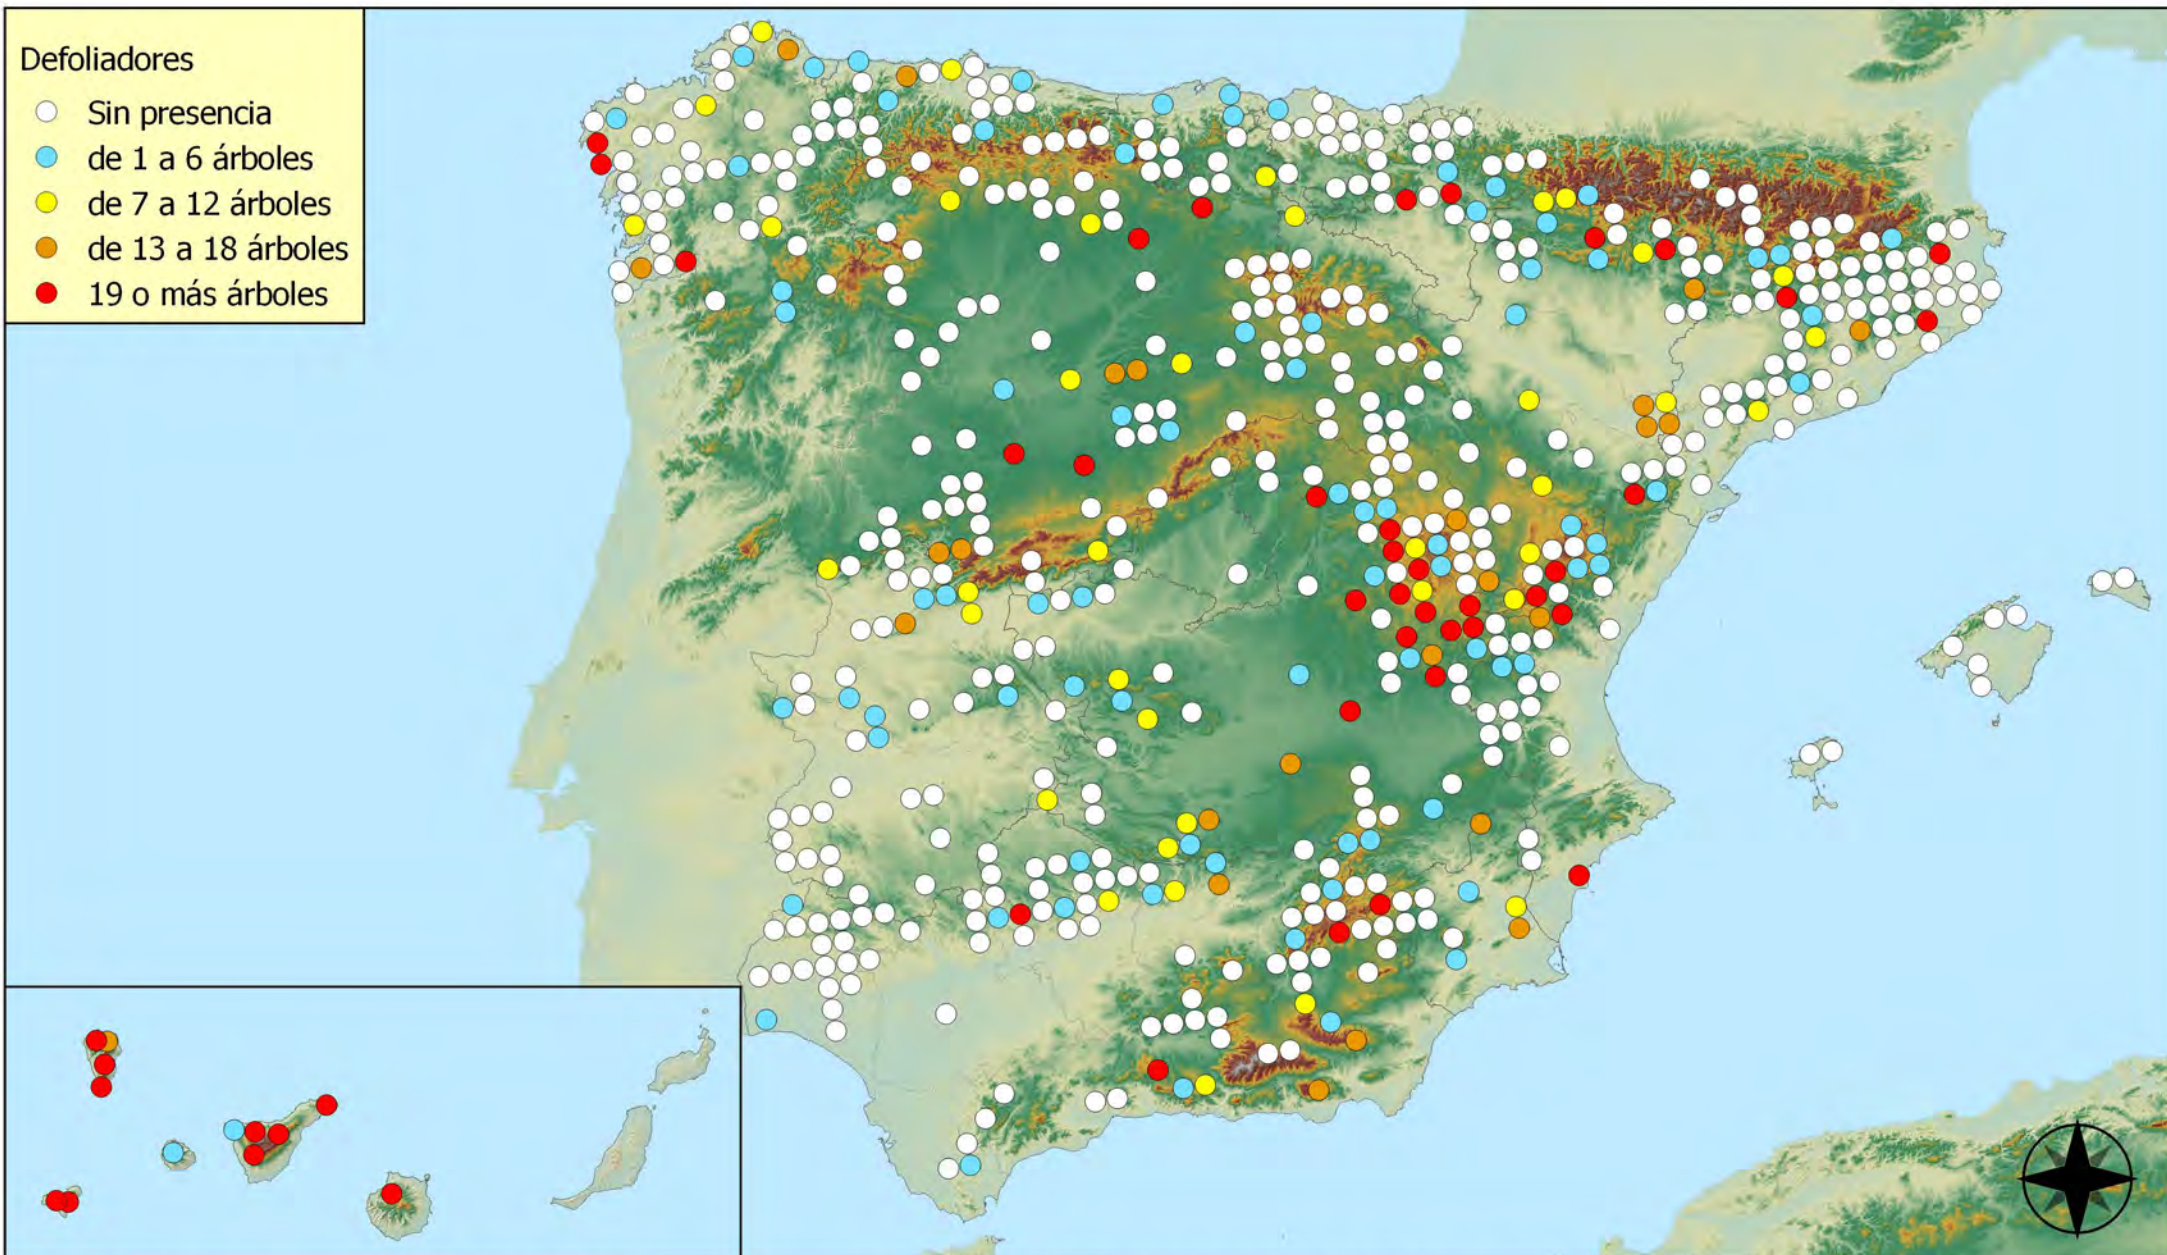 Defoliadores
Sin presencia
de 1 a 6 árboles
de 7 a 12 árboles
de 13 a 18 árboles
19 o más árboles